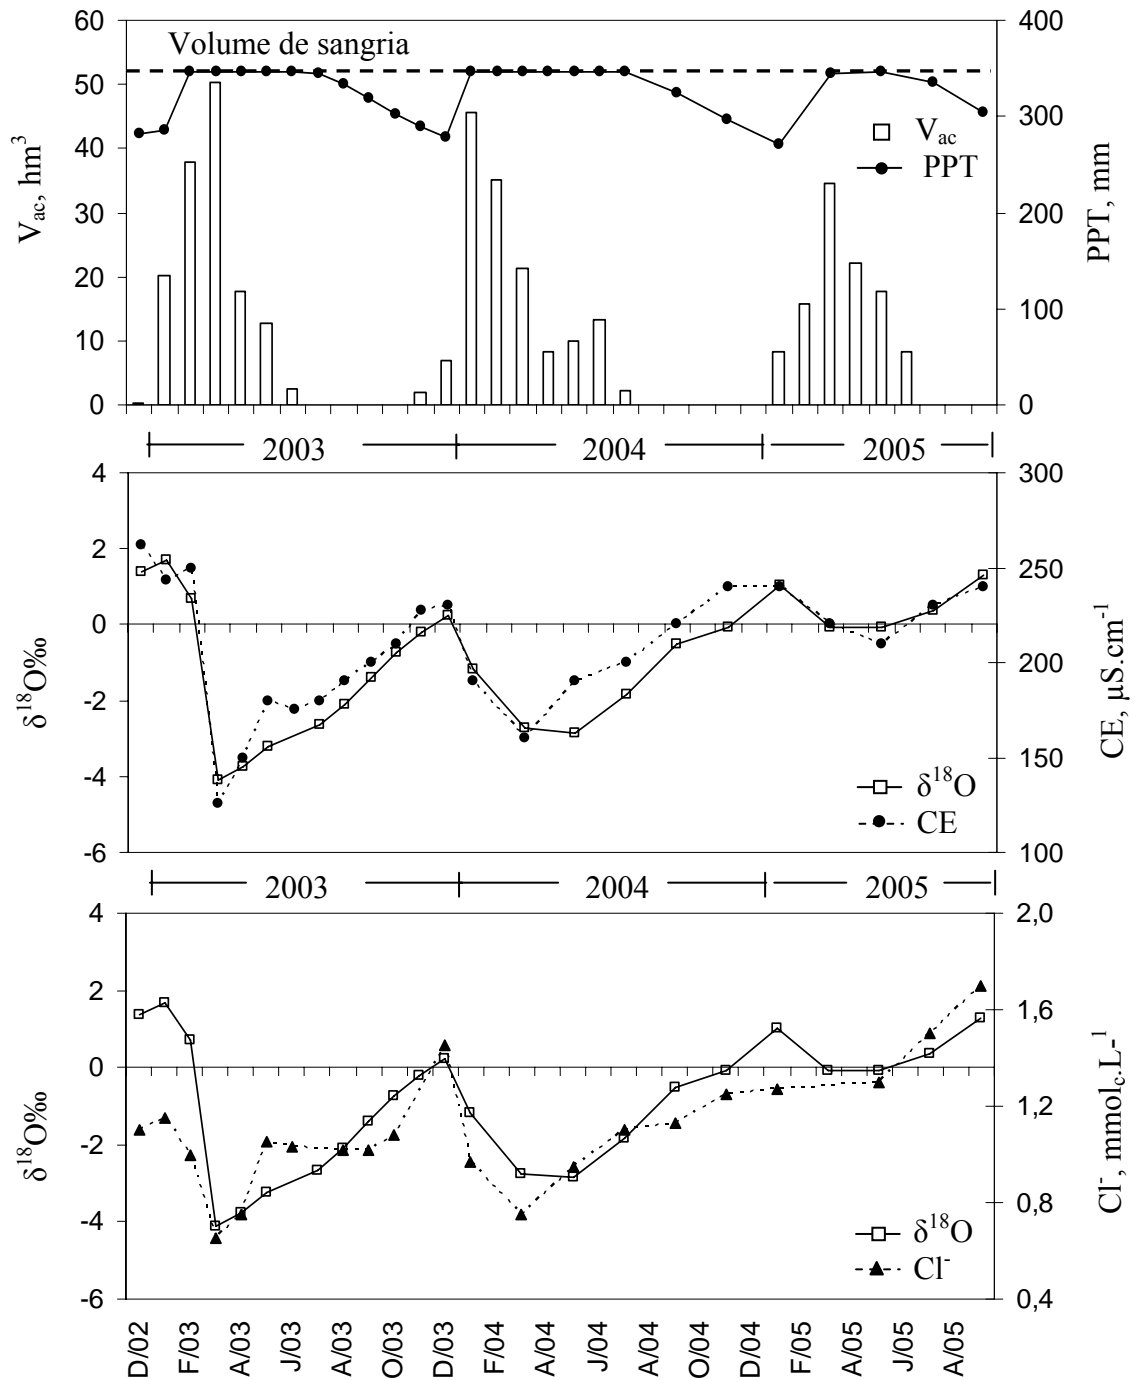 60
50
40
30
20
10
0
V_ac, hm³
Volume de sangria
V_ac
PPT
400
300
200
100
0
PPT, mm
2003
2004
2005
4
2
0
-2
-4
-6
δ¹⁸O‰
δ¹⁸O
CE
300
250
200
150
100
CE, µS.cm⁻¹
2003
2004
2005
4
2
0
-2
-4
-6
δ¹⁸O‰
δ¹⁸O
Cl⁻
2,0
1,6
1,2
0,8
0,4
Cl⁻, mmol_c.L-¹
D/02
F/03
A/03
J/03
A/03
O/03
D/03
F/04
A/04
J/04
A/04
O/04
D/04
F/05
A/05
J/05
A/05